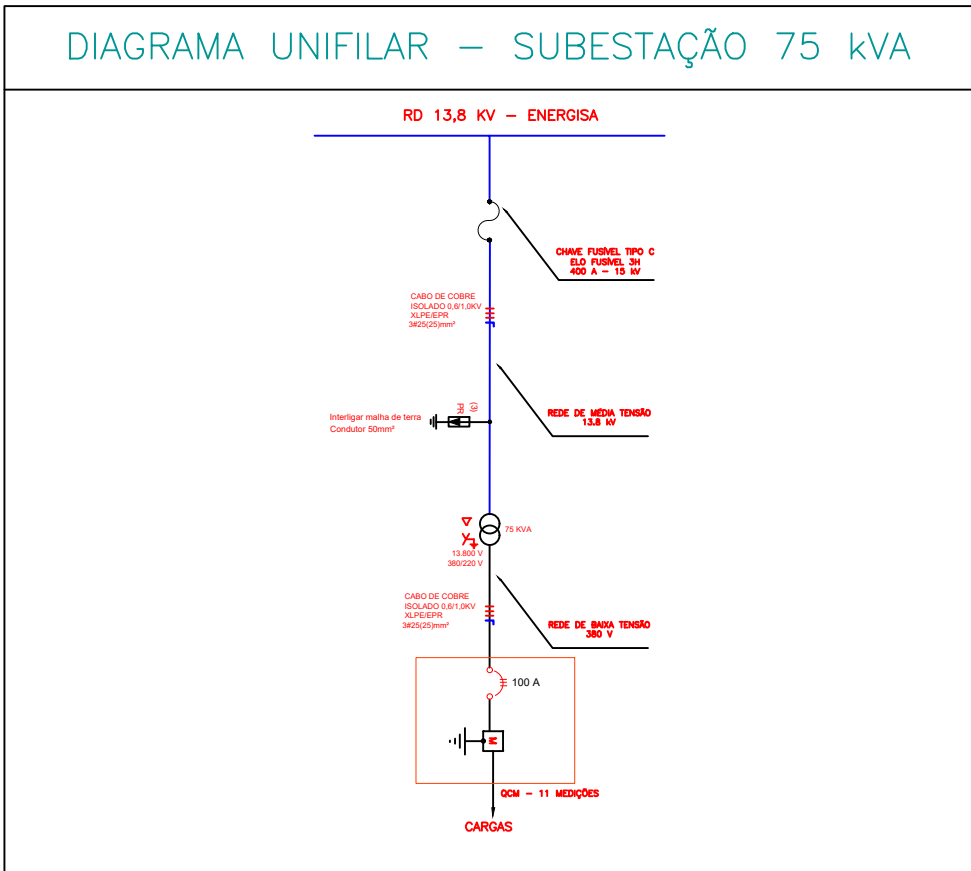 DIAGRAMA UNIFILAR – SUBESTAÇÃO 75 kVA
RD 13,8 KV – ENERGISA
CHAVE FUSÍVEL TIPO C
ELO FUSÍVEL 3H
400 A – 15 kV
CABO DE COBRE
ISOLADO 0,6/1,0KV
XLPE/EPR
3#25(25)mm²
REDE DE MÉDIA TENSÃO
13.8 kV
Interligar malha de terra
Condutor 50mm²
(3)
PR
75 KVA
13.800 V
380/220 V
CABO DE COBRE
ISOLADO 0,6/1,0KV
XLPE/EPR
3#25(25)mm²
REDE DE BAIXA TENSÃO
380 V
100 A
M
QCM – 11 MEDIÇÕES
CARGAS